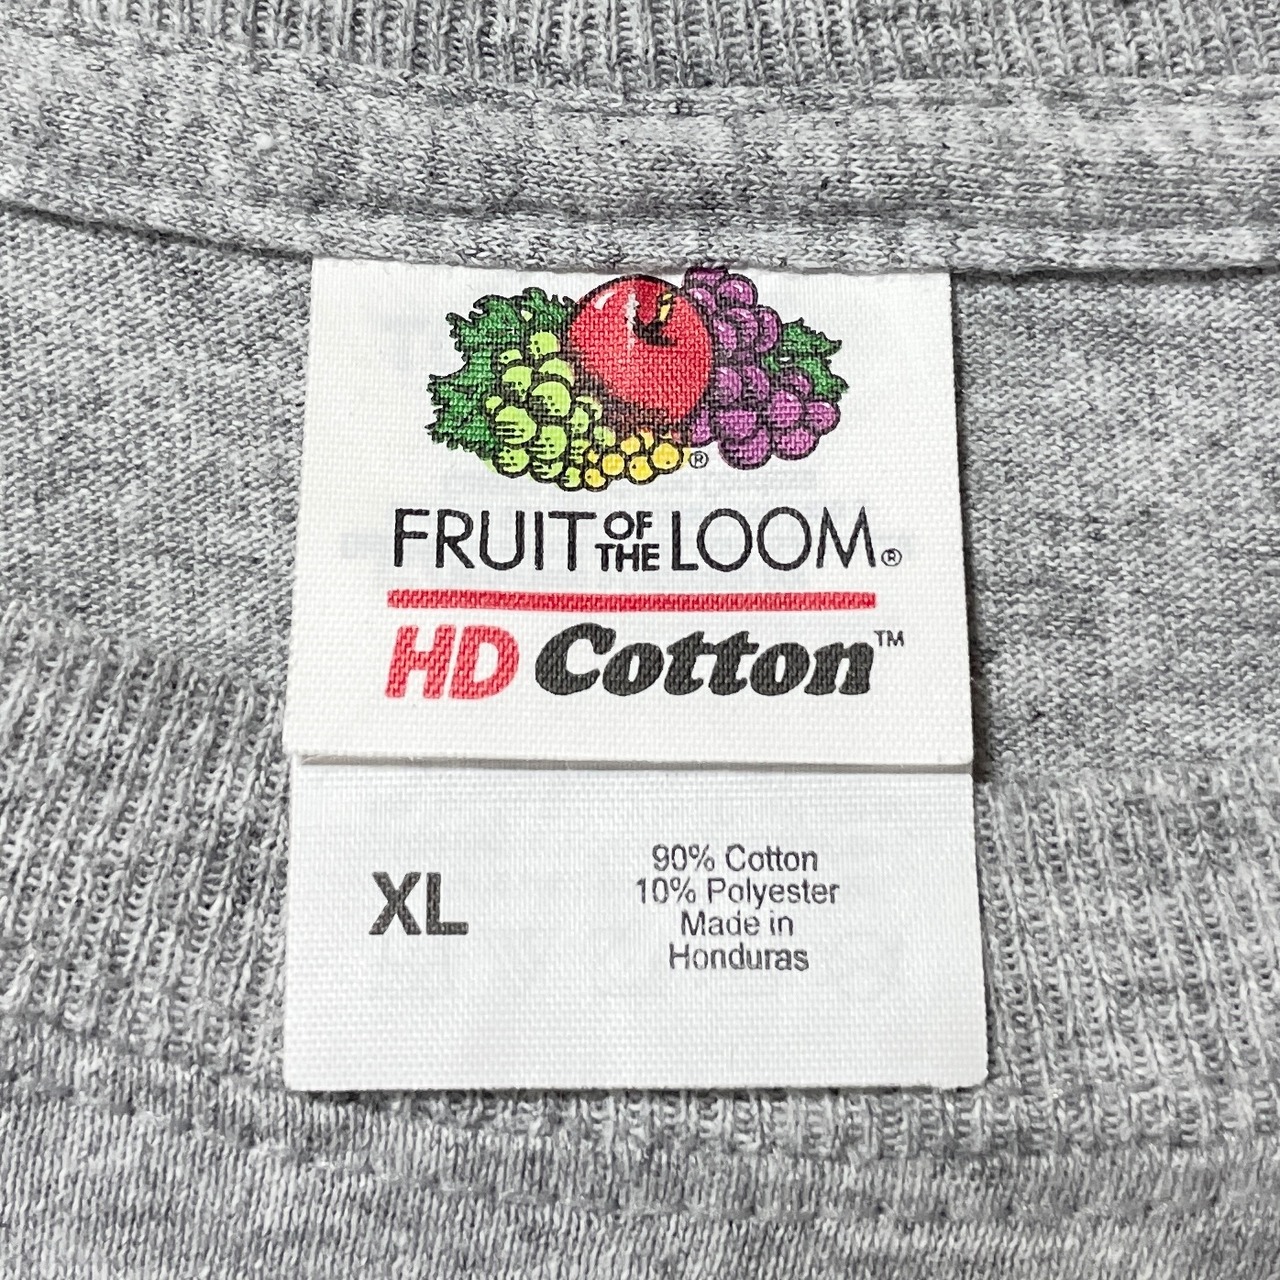 ®
FRUIT OF THE LOOM®
HD Cotton™
XL
90% Cotton
10% Polyester
Made in
Honduras